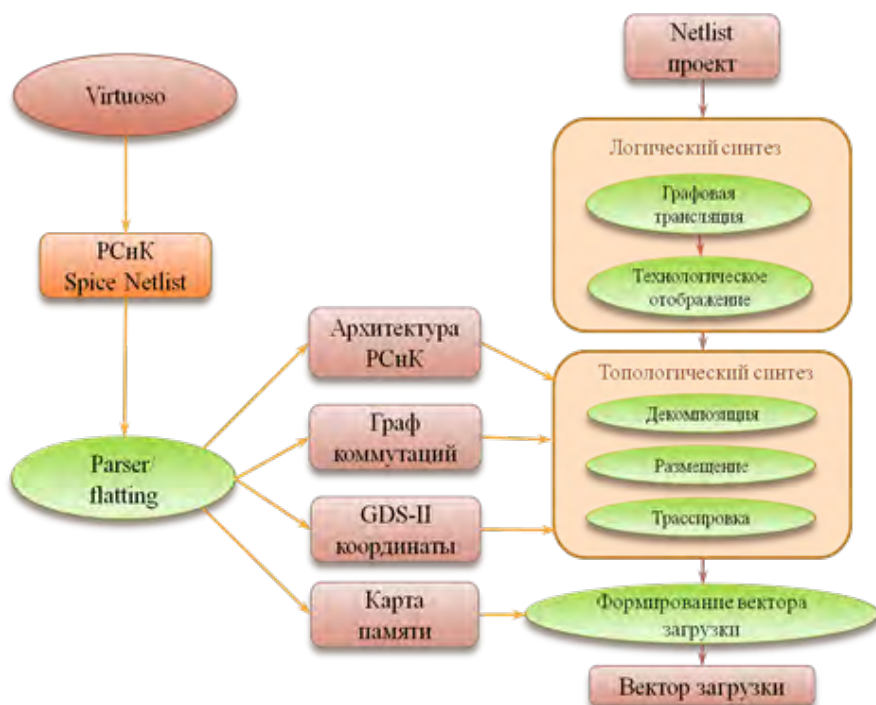 Netlist
проект
Virtuoso
Логический синтез
Графовая
трансляция
РСнК
Spice Netlist
Технологическое
отображение
Архитектура
РСнК
Топологический синтез
Декомпозиция
Граф
коммутаций
Parser/
flatting
Размещение
GDS-II
координаты
Трассировка
Карта
памяти
Формирование вектора
загрузки
Вектор загрузки